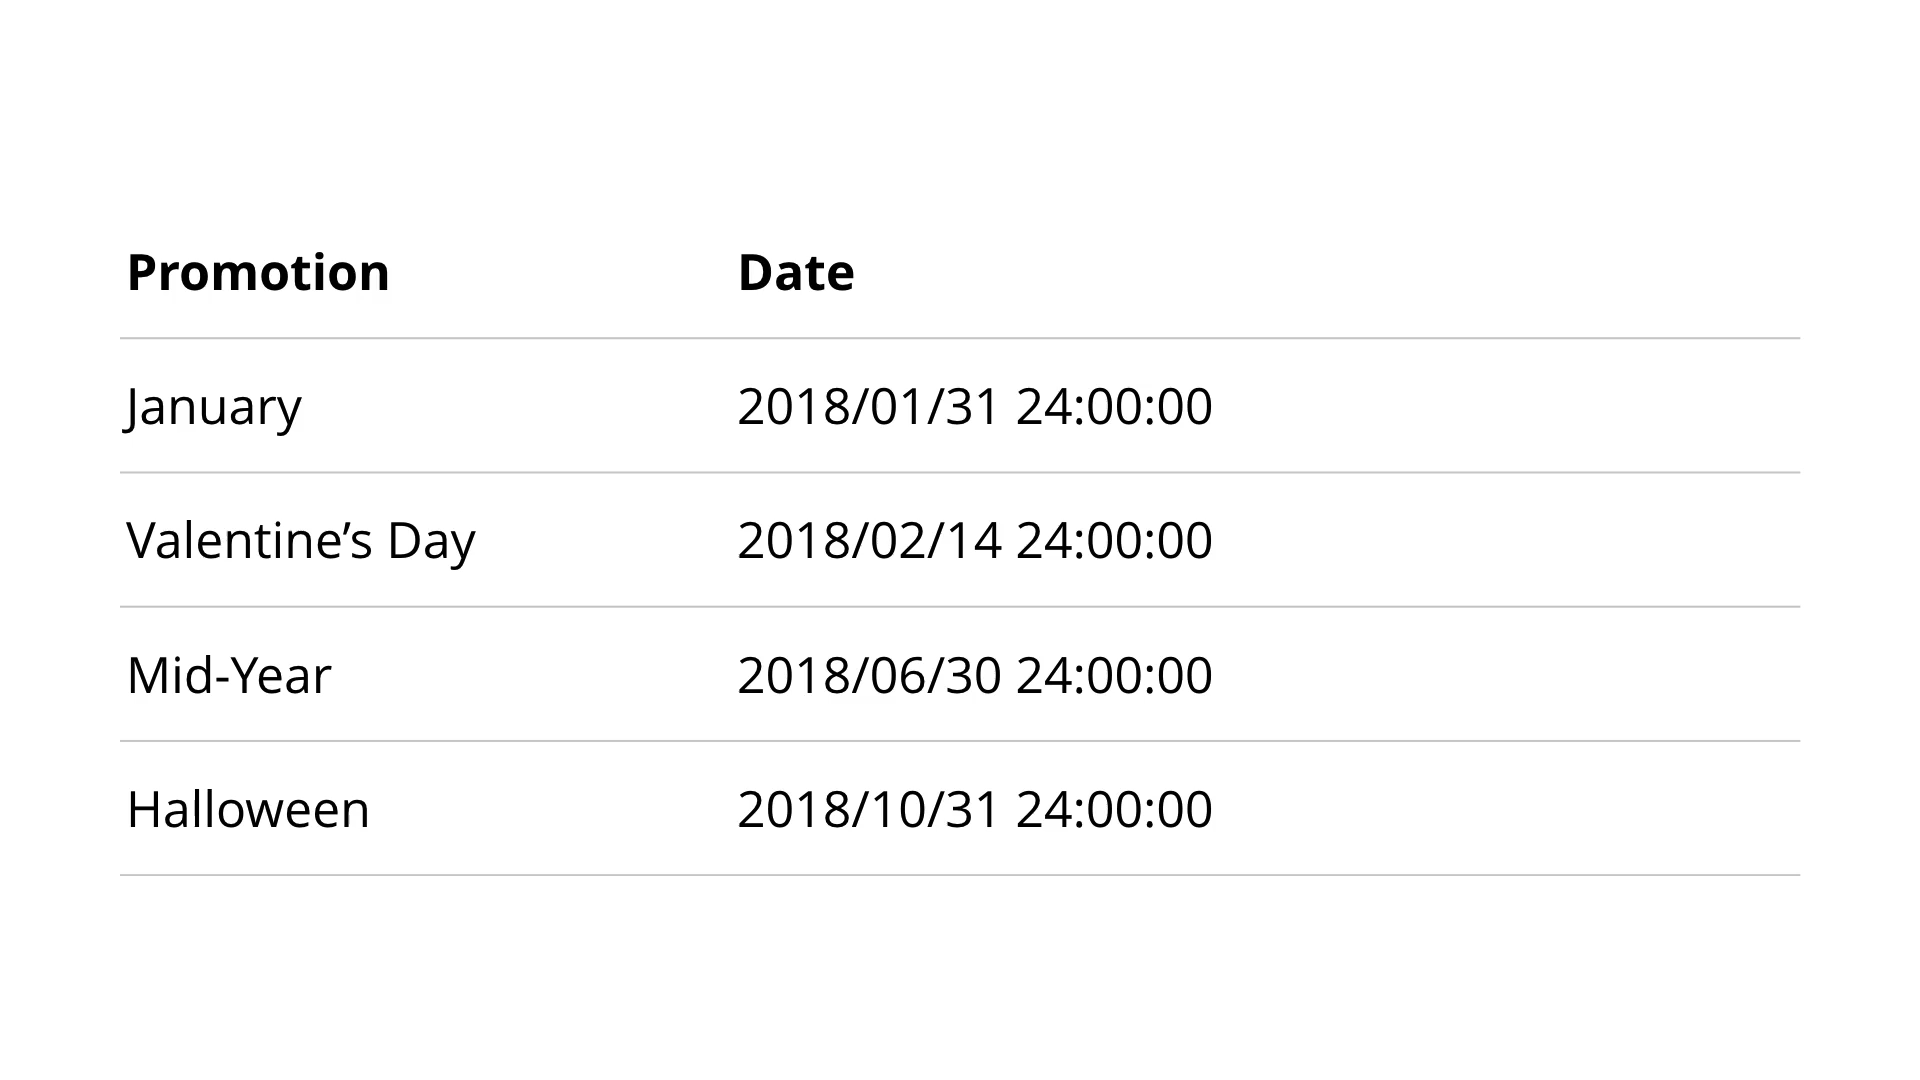 Promotion Date
January 2018/01/31 24:00:00
Valentine’s Day 2018/02/14 24:00:00
Mid-Year 2018/06/30 24:00:00
Halloween 2018/10/31 24:00:00